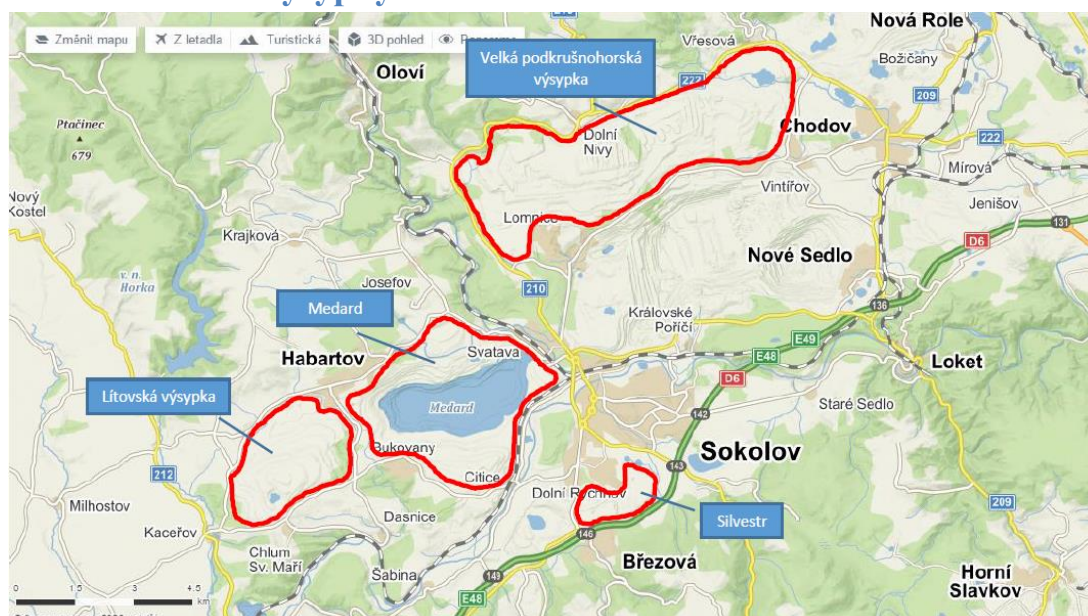 Změnit mapu
Z letadla
Turistická
3D pohled
210
Nová Role
Vřesová
Božičany
Oloví
Velká podkrušnohorská
výsypka
222
209
Ptačinec
679
Dolní
Nivy
Chodov
222
Mírová
Nový
Kostel
Vintířov
Jenišov
Lomnice
131
Krajková
D6
v. n.
Horka
Nové Sedlo
Josefov
210
136
Medard
Královské
Poříčí
E49
Svatava
E48
Habartov
Loket
D6
Lítovská výsypka
Medard
Staré Sedlo
142
Bukovany
Sokolov
212
Citice
143
Milhostov
Dolní Rychnov
209
Dasnice
Silvestr
Kaceřov
146
Chlum
Sv. Maří
Březová
Šabina
149
Horní
Slavkov
0 1.5 3 4.5
km
E48